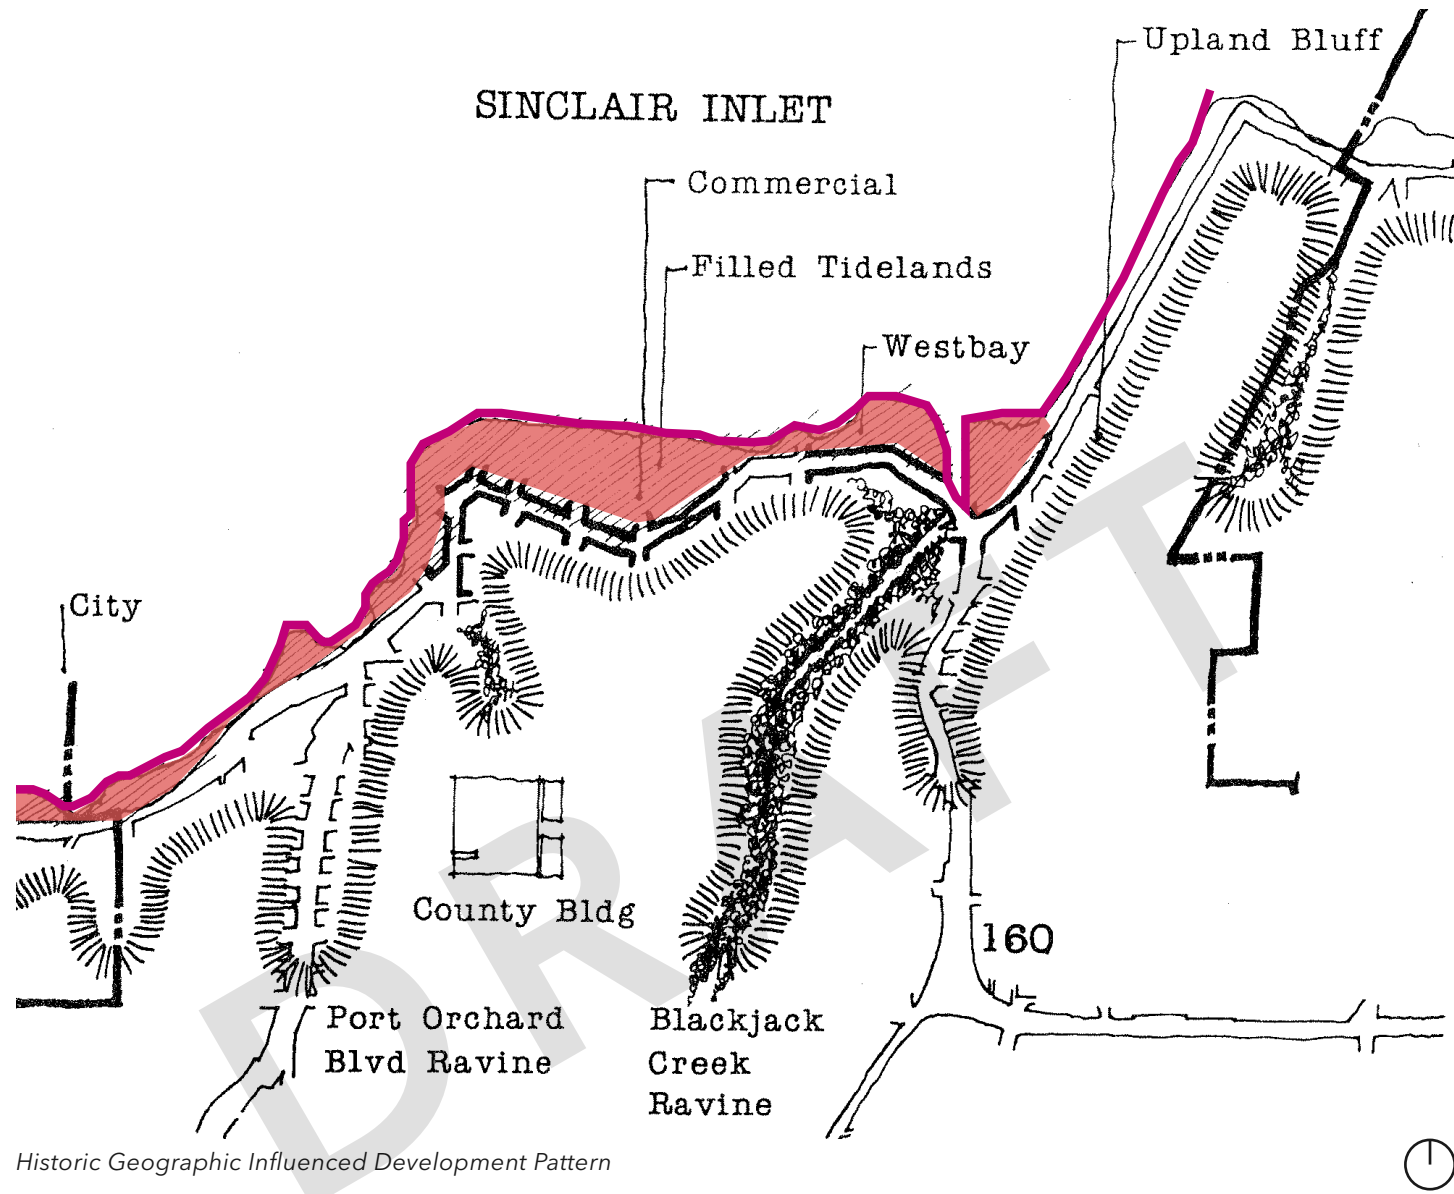 Upland Bluff
SINCLAIR INLET
Commercial
Filled Tidelands
Westbay
City
County Bldg
160
Port Orchard
Blvd Ravine
Blackjack
Creek
Ravine
DRAFT
Historic Geographic Influenced Development Pattern